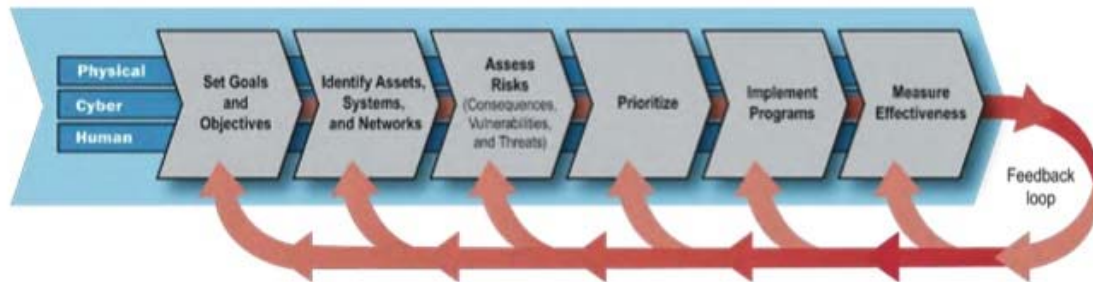 Physical
Cyber
Human
Set Goals
and
Objectives
Identify Assets,
Systems,
and Networks
Assess
Risks
(Consequences,
Vulnerabilities,
and Threats)
Prioritize
Implement
Programs
Measure
Effectiveness
Feedback
loop